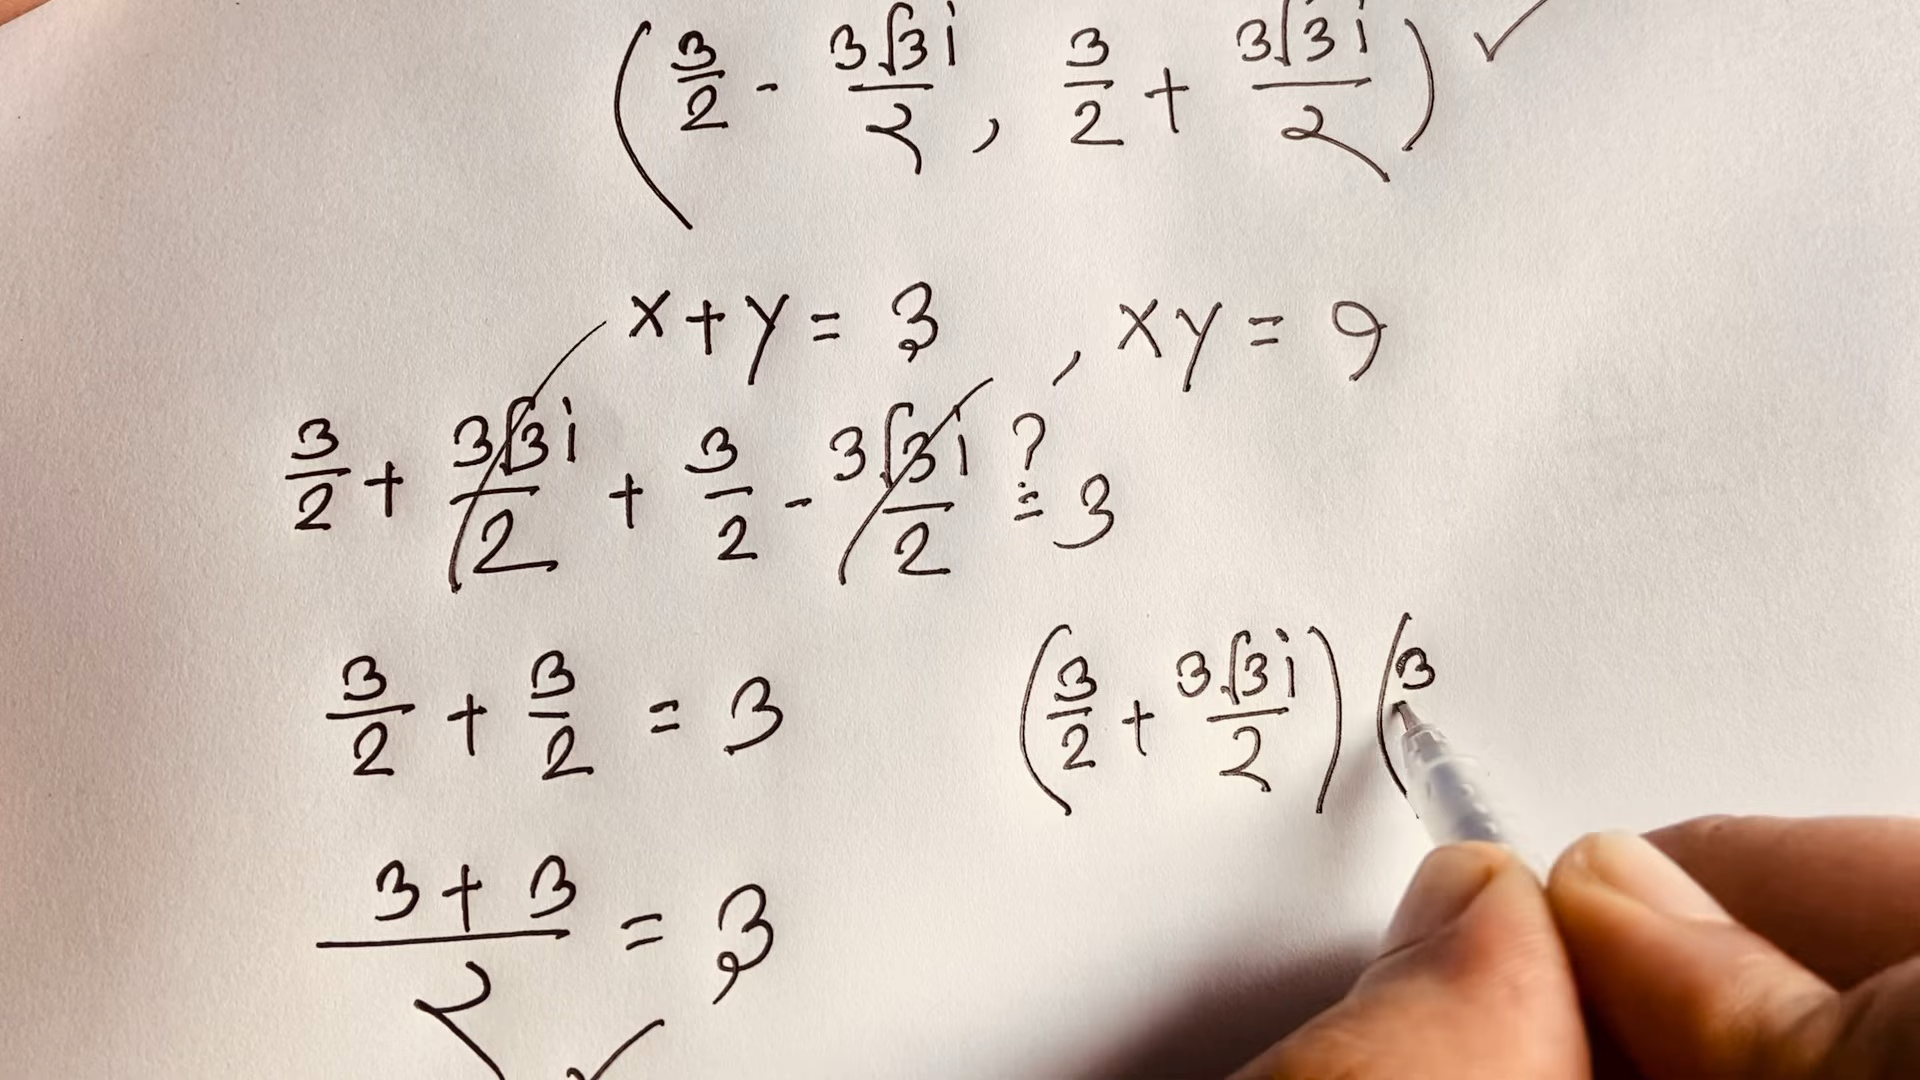 (3/2 - 3√3i/2, 3/2 + 3√3i/2) ✓
x+y = 3, xy = 9
3/2 + 3√3i/2 + 3/2 - 3√3i/2 ?= 3
3/2 + 3/2 = 3
(3/2 + 3√3i/2) (3
3+3/2 = 3
✓